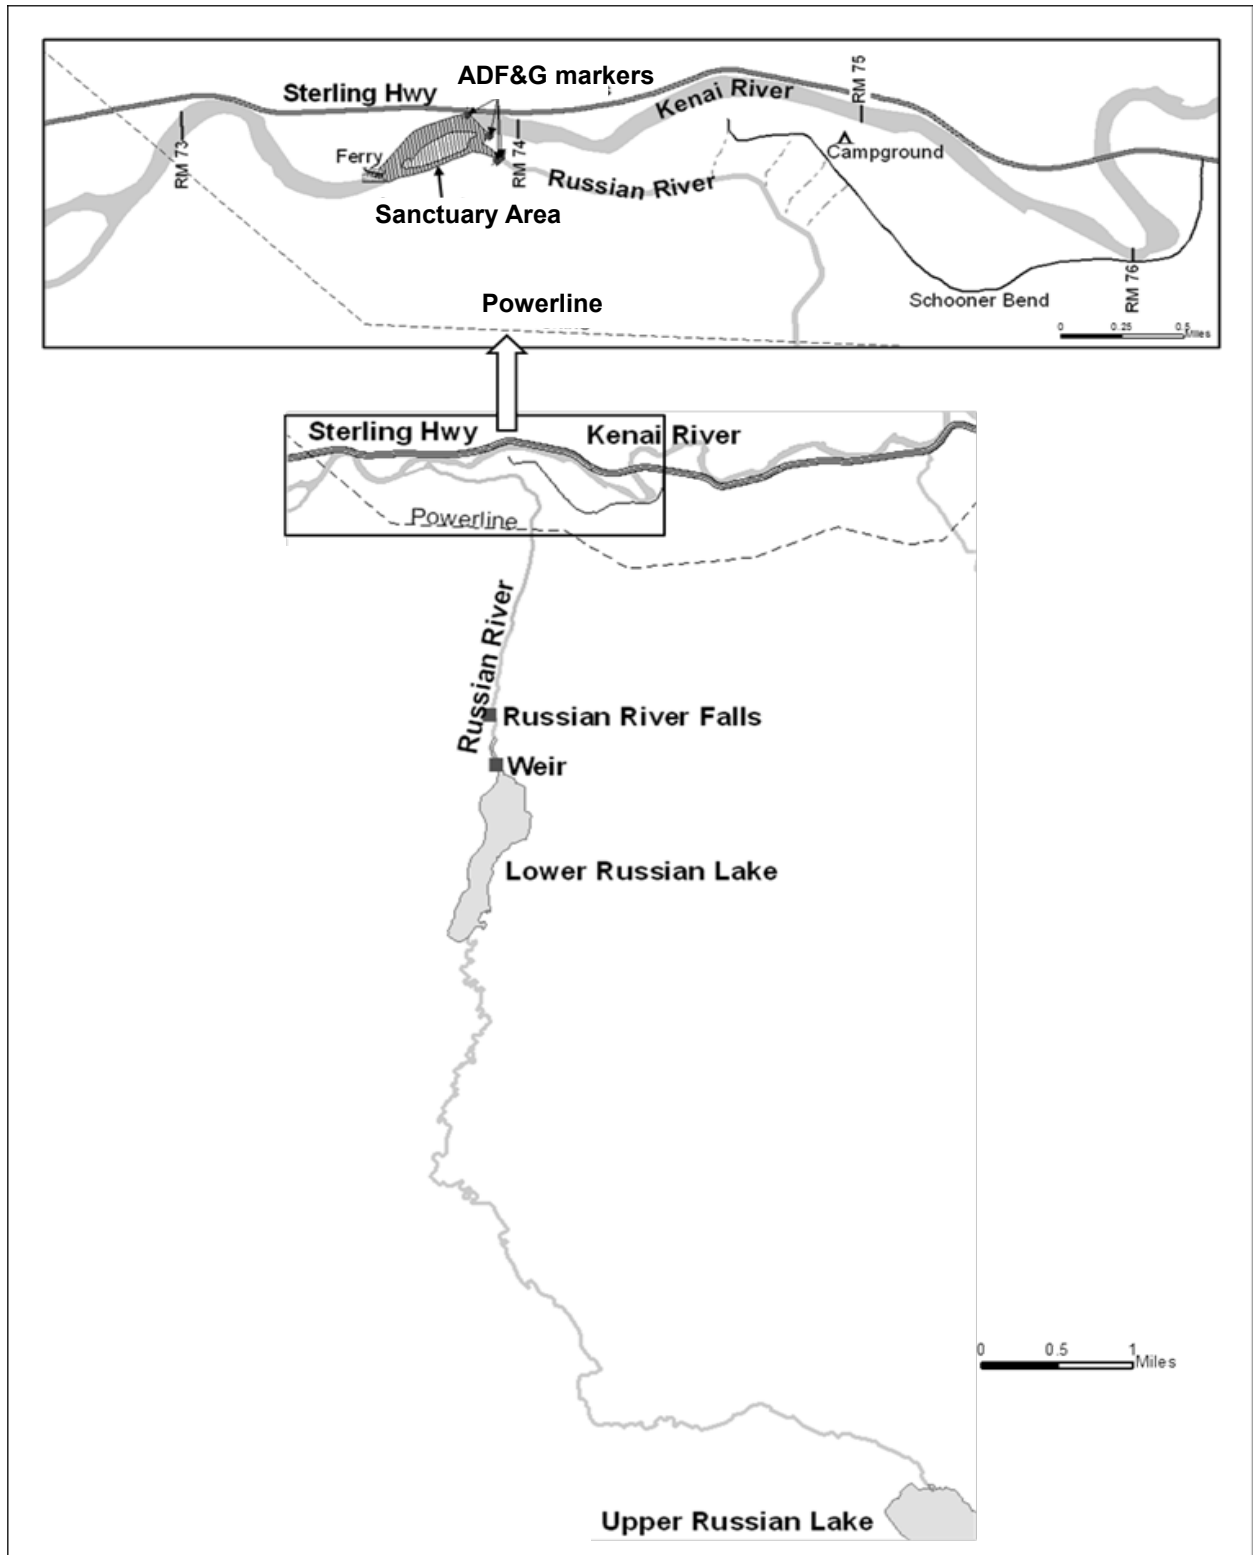 ADF&G markers
Sterling Hwy
Kenai River
RM 75
RM 73
Ferry
RM 74
Campground
Russian River
Sanctuary Area
Powerline
Schooner Bend
RM 76
0 0.25 0.5
Miles
Sterling Hwy
Kenai River
Powerline
Russian River
Russian River Falls
Weir
Lower Russian Lake
0 0.5 1
Miles
Upper Russian Lake